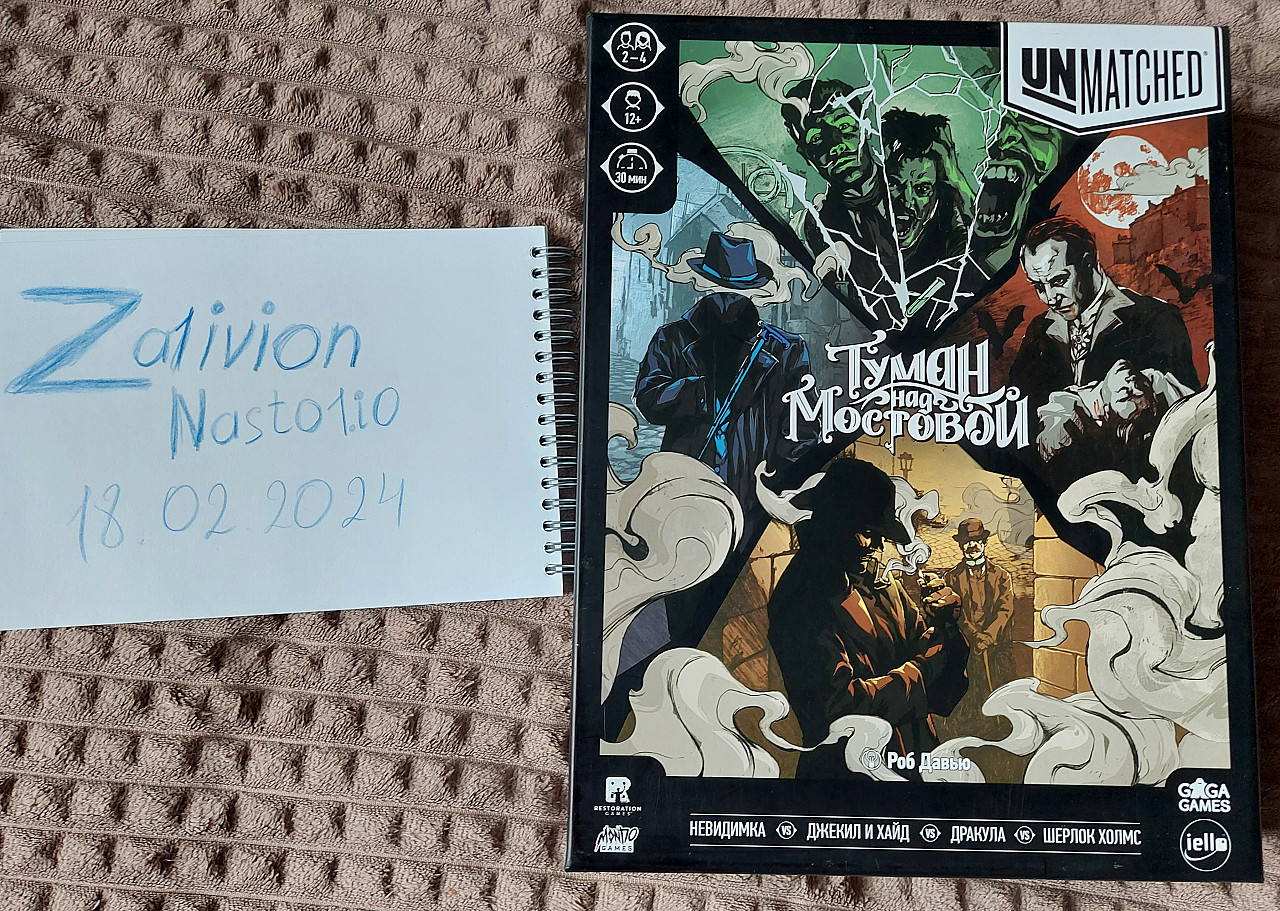 Zalivion
Nastol.io
18.02.2024
2–4
12+
30 мин
UNMATCHED
Туман
над
Мостовой
Роб Давью
RESTORATION
GAMES
MONDO
GAMES
НЕВИДИМКА VS ДЖЕКИЛ И ХАЙД VS ДРАКУЛА VS ШЕРЛОК ХОЛМС
GAGA
GAMES
iello